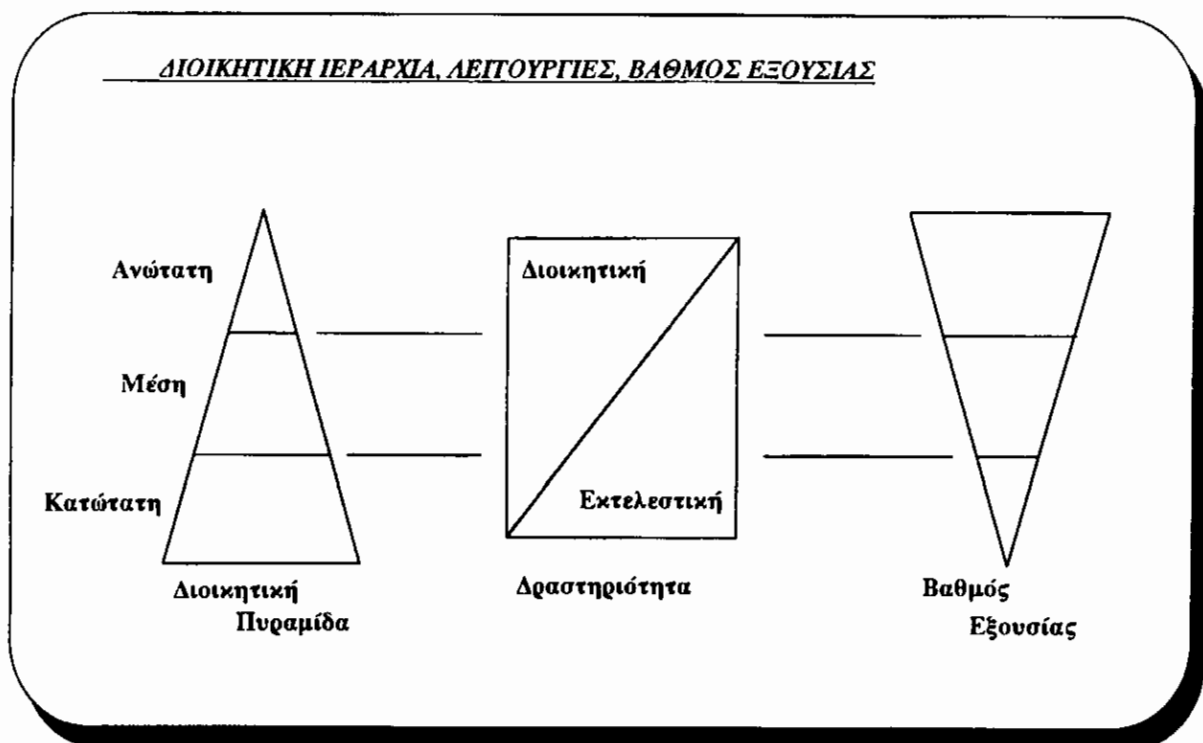 ΔΙΟΙΚΗΤΙΚΗ ΙΕΡΑΡΧΙΑ, ΛΕΙΤΟΥΡΓΙΕΣ, ΒΑΘΜΟΣ ΕΞΟΥΣΙΑΣ
Ανώτατη
Μέση
Κατώτατη
Διοικητική
Πυραμίδα
Διοικητική
Εκτελεστική
Δραστηριότητα
Βαθμός
Εξουσίας